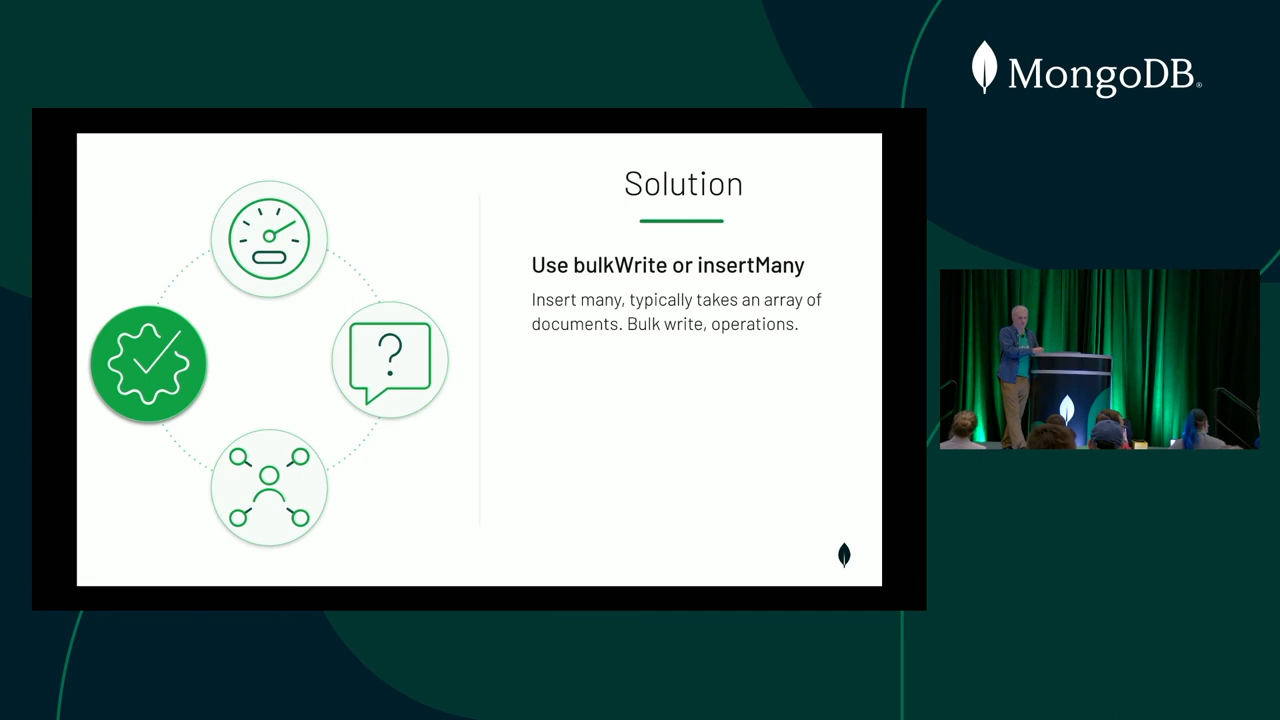 MongoDB®
Solution
Use bulkWrite or insertMany
Insert many, typically takes an array of
documents. Bulk write, operations.
?